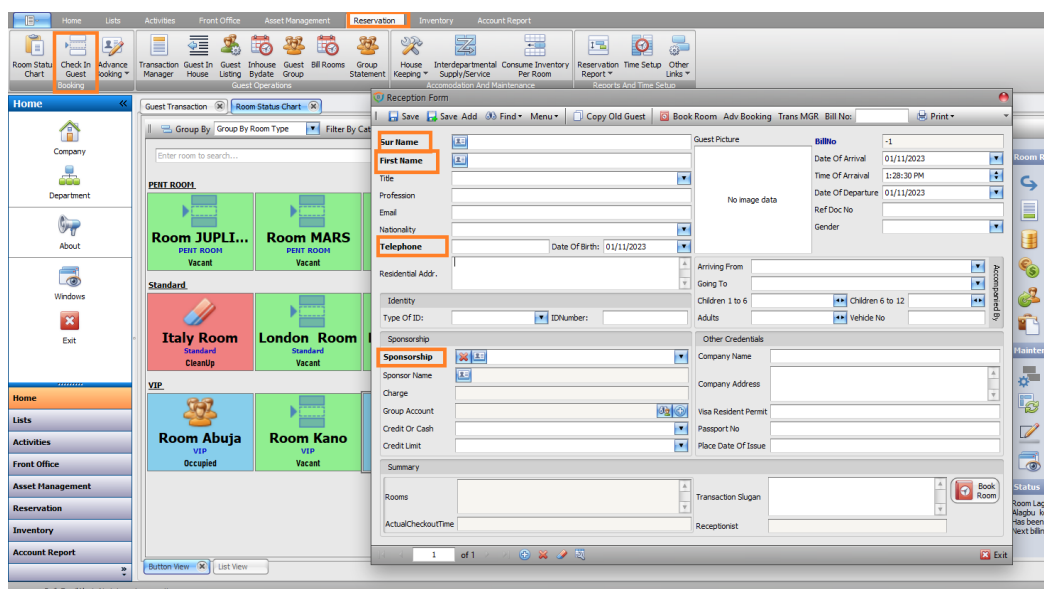 Home Lists Activities Front Office Asset Management Reservation Inventory Account Report
Room Statu Chart
Check In Guest
Advance Booking
Transaction Manager
Guest In House
Guest Listing
Inhouse Bydate
Guest Group
Bill Rooms
Group Statement
House Keeping
Interdepartmental Supply/Service
Consume Inventory Per Room
Reservation Report
Time Setup
Other Links
Booking Guest Operations Accomodation And Maintenance Reports And Time Setup
Home «
Company
Department
About
Windows
Exit
Home
Lists
Activities
Front Office
Asset Management
Reservation
Inventory
Account Report
»
Guest Transaction Room Status Chart
Group By Group By Room Type Filter By Cat
Enter room to search...
PENT ROOM
Room JUPLI...
PENT ROOM
Vacant
Room MARS
PENT ROOM
Vacant
Standard
Italy Room
Standard
CleanUp
London Room
Standard
Vacant
VIP
Room Abuja
VIP
Occupied
Room Kano
VIP
Vacant
Button View List View
Reception Form
Save Save Add Find Menu Copy Old Guest Book Room Adv Booking Trans MGR Bill No: Print
Sur Name
First Name
Title
Profession
Email
Nationality
Telephone Date Of Birth: 01/11/2023
Residential Addr.
Identity
Type Of ID: IDNumber:
Sponsorship
Sponsorship
Sponsor Name
Charge
Group Account
Credit Or Cash
Credit Limit
Summary
Rooms
ActualCheckoutTime
Guest Picture
No image data
BillNo -1
Date Of Arrival 01/11/2023
Time Of Arraival 1:28:30 PM
Date Of Departure 01/11/2023
Ref Doc No
Gender
Arriving From
Going To
Children 1 to 6 Children 6 to 12
Adults Vehicle No
Accompanied By
Other Credentials
Company Name
Company Address
Visa Resident Permit
Passport No
Place Date Of Issue
Transaction Slugan
Book Room
Receptionist
1 of 1 Exit
Room R
Mainter
Status
Room Lag
Alagbu k
Has been
Next billin